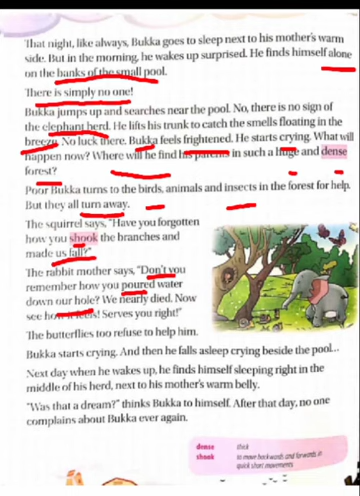 That night, like always, Bukka goes to sleep next to his mother's warm
side. But in the morning, he wakes up surprised. He finds himself alone
on the banks of the small pool.
There is simply no one!
Bukka jumps up and searches near the pool. No, there is no sign of
the elephant herd. He lifts his trunk to catch the smells floating in the
breeze. No luck there. Bukka feels frightened. He starts crying. What will
happen now? Where will he find his parents in such a huge and dense
forest?
Poor Bukka turns to the birds, animals and insects in the forest for help.
But they all turn away.
The squirrel says, "Have you forgotten
how you shook the branches and
made us fall?"
The rabbit mother says, "Don't you
remember how you poured water
down our hole? We nearly died. Now
see how it feels! Serves you right!"
The butterflies too refuse to help him.
Bukka starts crying. And then he falls asleep crying beside the pool...
Next day when he wakes up, he finds himself sleeping right in the
middle of his herd, next to his mother's warm belly.
"Was that a dream?" thinks Bukka to himself. After that day, no one
complains about Bukka ever again.
dense thick
shook to move backwards and forwards in
quick short movements